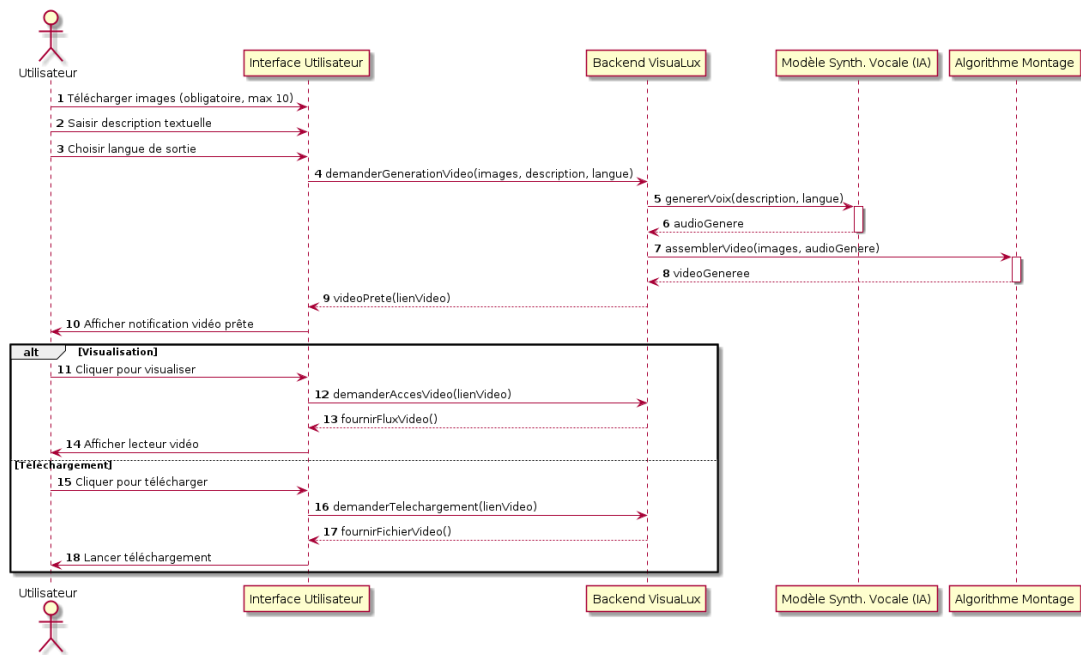 Utilisateur
Interface Utilisateur
Backend VisuaLux
Modèle Synth. Vocale (IA)
Algorithme Montage
1 Télécharger images (obligatoire, max 10)
2 Saisir description textuelle
3 Choisir langue de sortie
4 demanderGenerationVideo(images, description, langue)
5 genererVoix(description, langue)
6 audioGenere
7 assemblerVideo(images, audioGenere)
8 videoGeneree
9 videoPrete(lienVideo)
10 Afficher notification vidéo prête
alt [Visualisation]
11 Cliquer pour visualiser
12 demanderAccesVideo(lienVideo)
13 fournirFluxVideo()
14 Afficher lecteur vidéo
[Téléchargement]
15 Cliquer pour télécharger
16 demanderTelechargement(lienVideo)
17 fournirFichierVideo()
18 Lancer téléchargement
Utilisateur
Interface Utilisateur
Backend VisuaLux
Modèle Synth. Vocale (IA)
Algorithme Montage